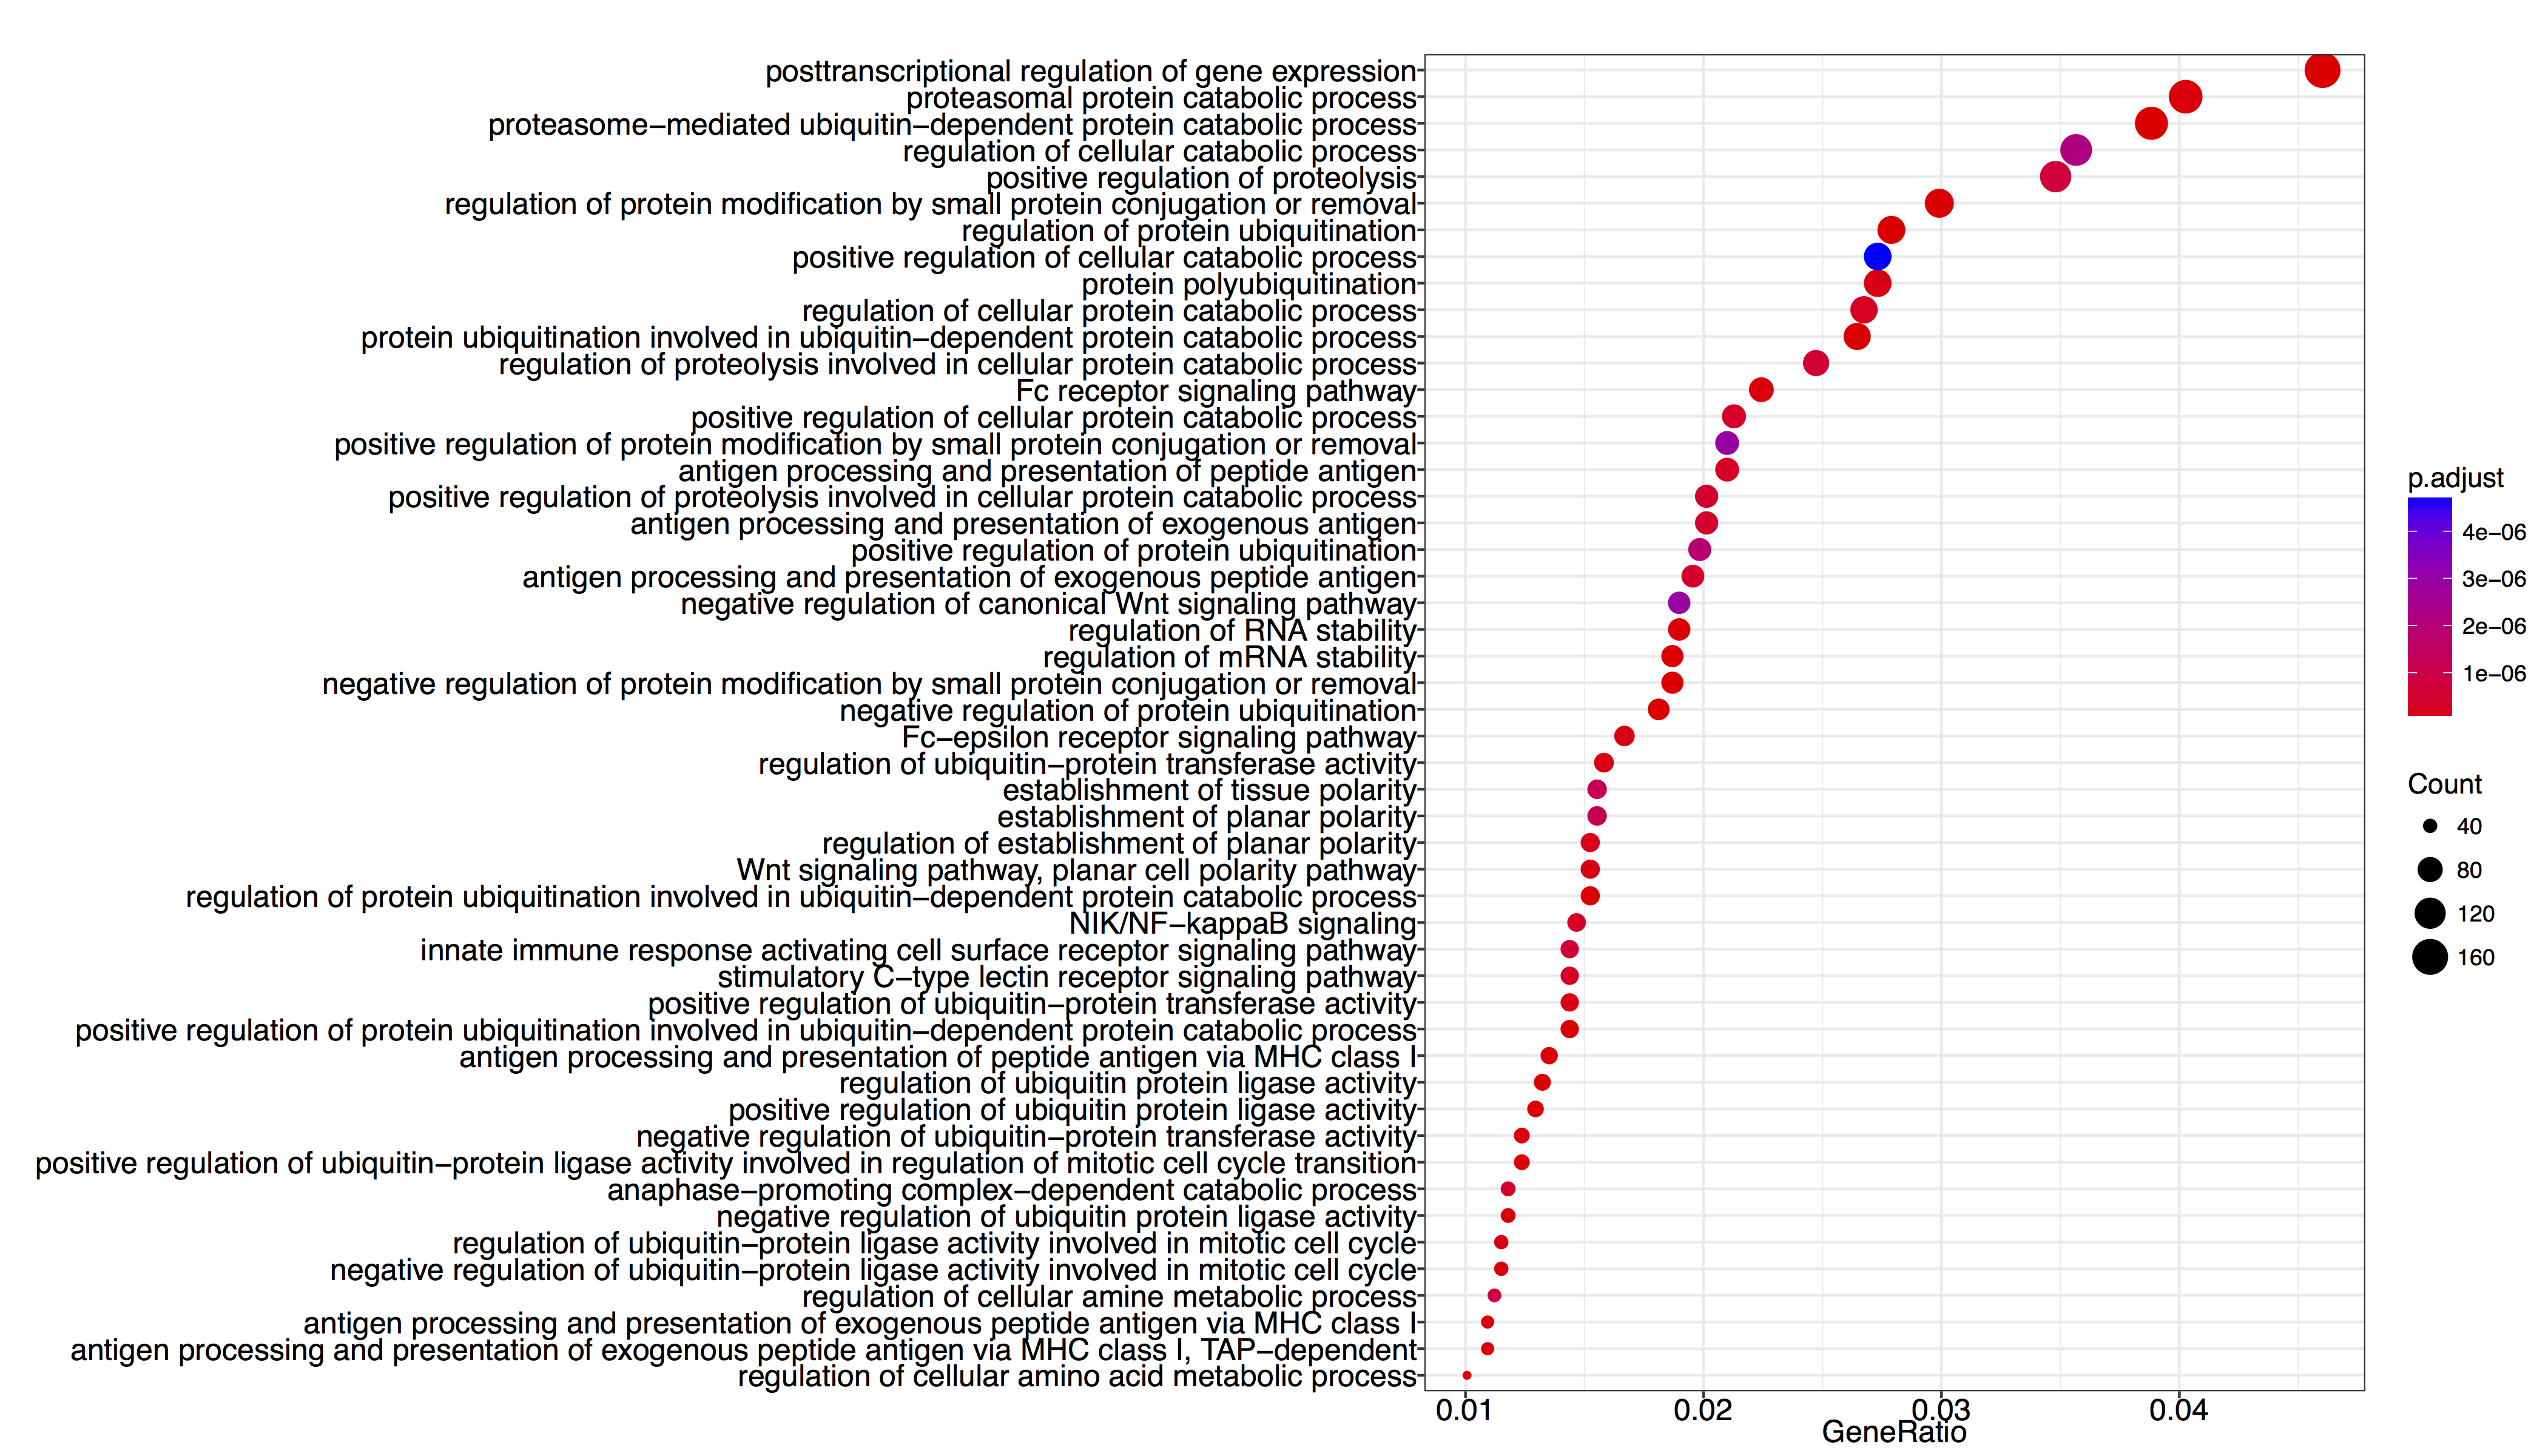 posttranscriptional regulation of gene expression
proteasomal protein catabolic process
proteasome−mediated ubiquitin−dependent protein catabolic process
regulation of cellular catabolic process
positive regulation of proteolysis
regulation of protein modification by small protein conjugation or removal
regulation of protein ubiquitination
positive regulation of cellular catabolic process
protein polyubiquitination
regulation of cellular protein catabolic process
protein ubiquitination involved in ubiquitin−dependent protein catabolic process
regulation of proteolysis involved in cellular protein catabolic process
Fc receptor signaling pathway
positive regulation of cellular protein catabolic process
positive regulation of protein modification by small protein conjugation or removal
antigen processing and presentation of peptide antigen
positive regulation of proteolysis involved in cellular protein catabolic process
antigen processing and presentation of exogenous antigen
positive regulation of protein ubiquitination
antigen processing and presentation of exogenous peptide antigen
negative regulation of canonical Wnt signaling pathway
regulation of RNA stability
regulation of mRNA stability
negative regulation of protein modification by small protein conjugation or removal
negative regulation of protein ubiquitination
Fc−epsilon receptor signaling pathway
regulation of ubiquitin−protein transferase activity
establishment of tissue polarity
establishment of planar polarity
regulation of establishment of planar polarity
Wnt signaling pathway, planar cell polarity pathway
regulation of protein ubiquitination involved in ubiquitin−dependent protein catabolic process
NIK/NF−kappaB signaling
innate immune response activating cell surface receptor signaling pathway
stimulatory C−type lectin receptor signaling pathway
positive regulation of ubiquitin−protein transferase activity
positive regulation of protein ubiquitination involved in ubiquitin−dependent protein catabolic process
antigen processing and presentation of peptide antigen via MHC class I
regulation of ubiquitin protein ligase activity
positive regulation of ubiquitin protein ligase activity
negative regulation of ubiquitin−protein transferase activity
positive regulation of ubiquitin−protein ligase activity involved in regulation of mitotic cell cycle transition
anaphase−promoting complex−dependent catabolic process
negative regulation of ubiquitin protein ligase activity
regulation of ubiquitin−protein ligase activity involved in mitotic cell cycle
negative regulation of ubiquitin−protein ligase activity involved in mitotic cell cycle
regulation of cellular amine metabolic process
antigen processing and presentation of exogenous peptide antigen via MHC class I
antigen processing and presentation of exogenous peptide antigen via MHC class I, TAP−dependent
regulation of cellular amino acid metabolic process
0.01 0.02 0.03 0.04
GeneRatio
p.adjust
4e−06
3e−06
2e−06
1e−06
Count
40
80
120
160